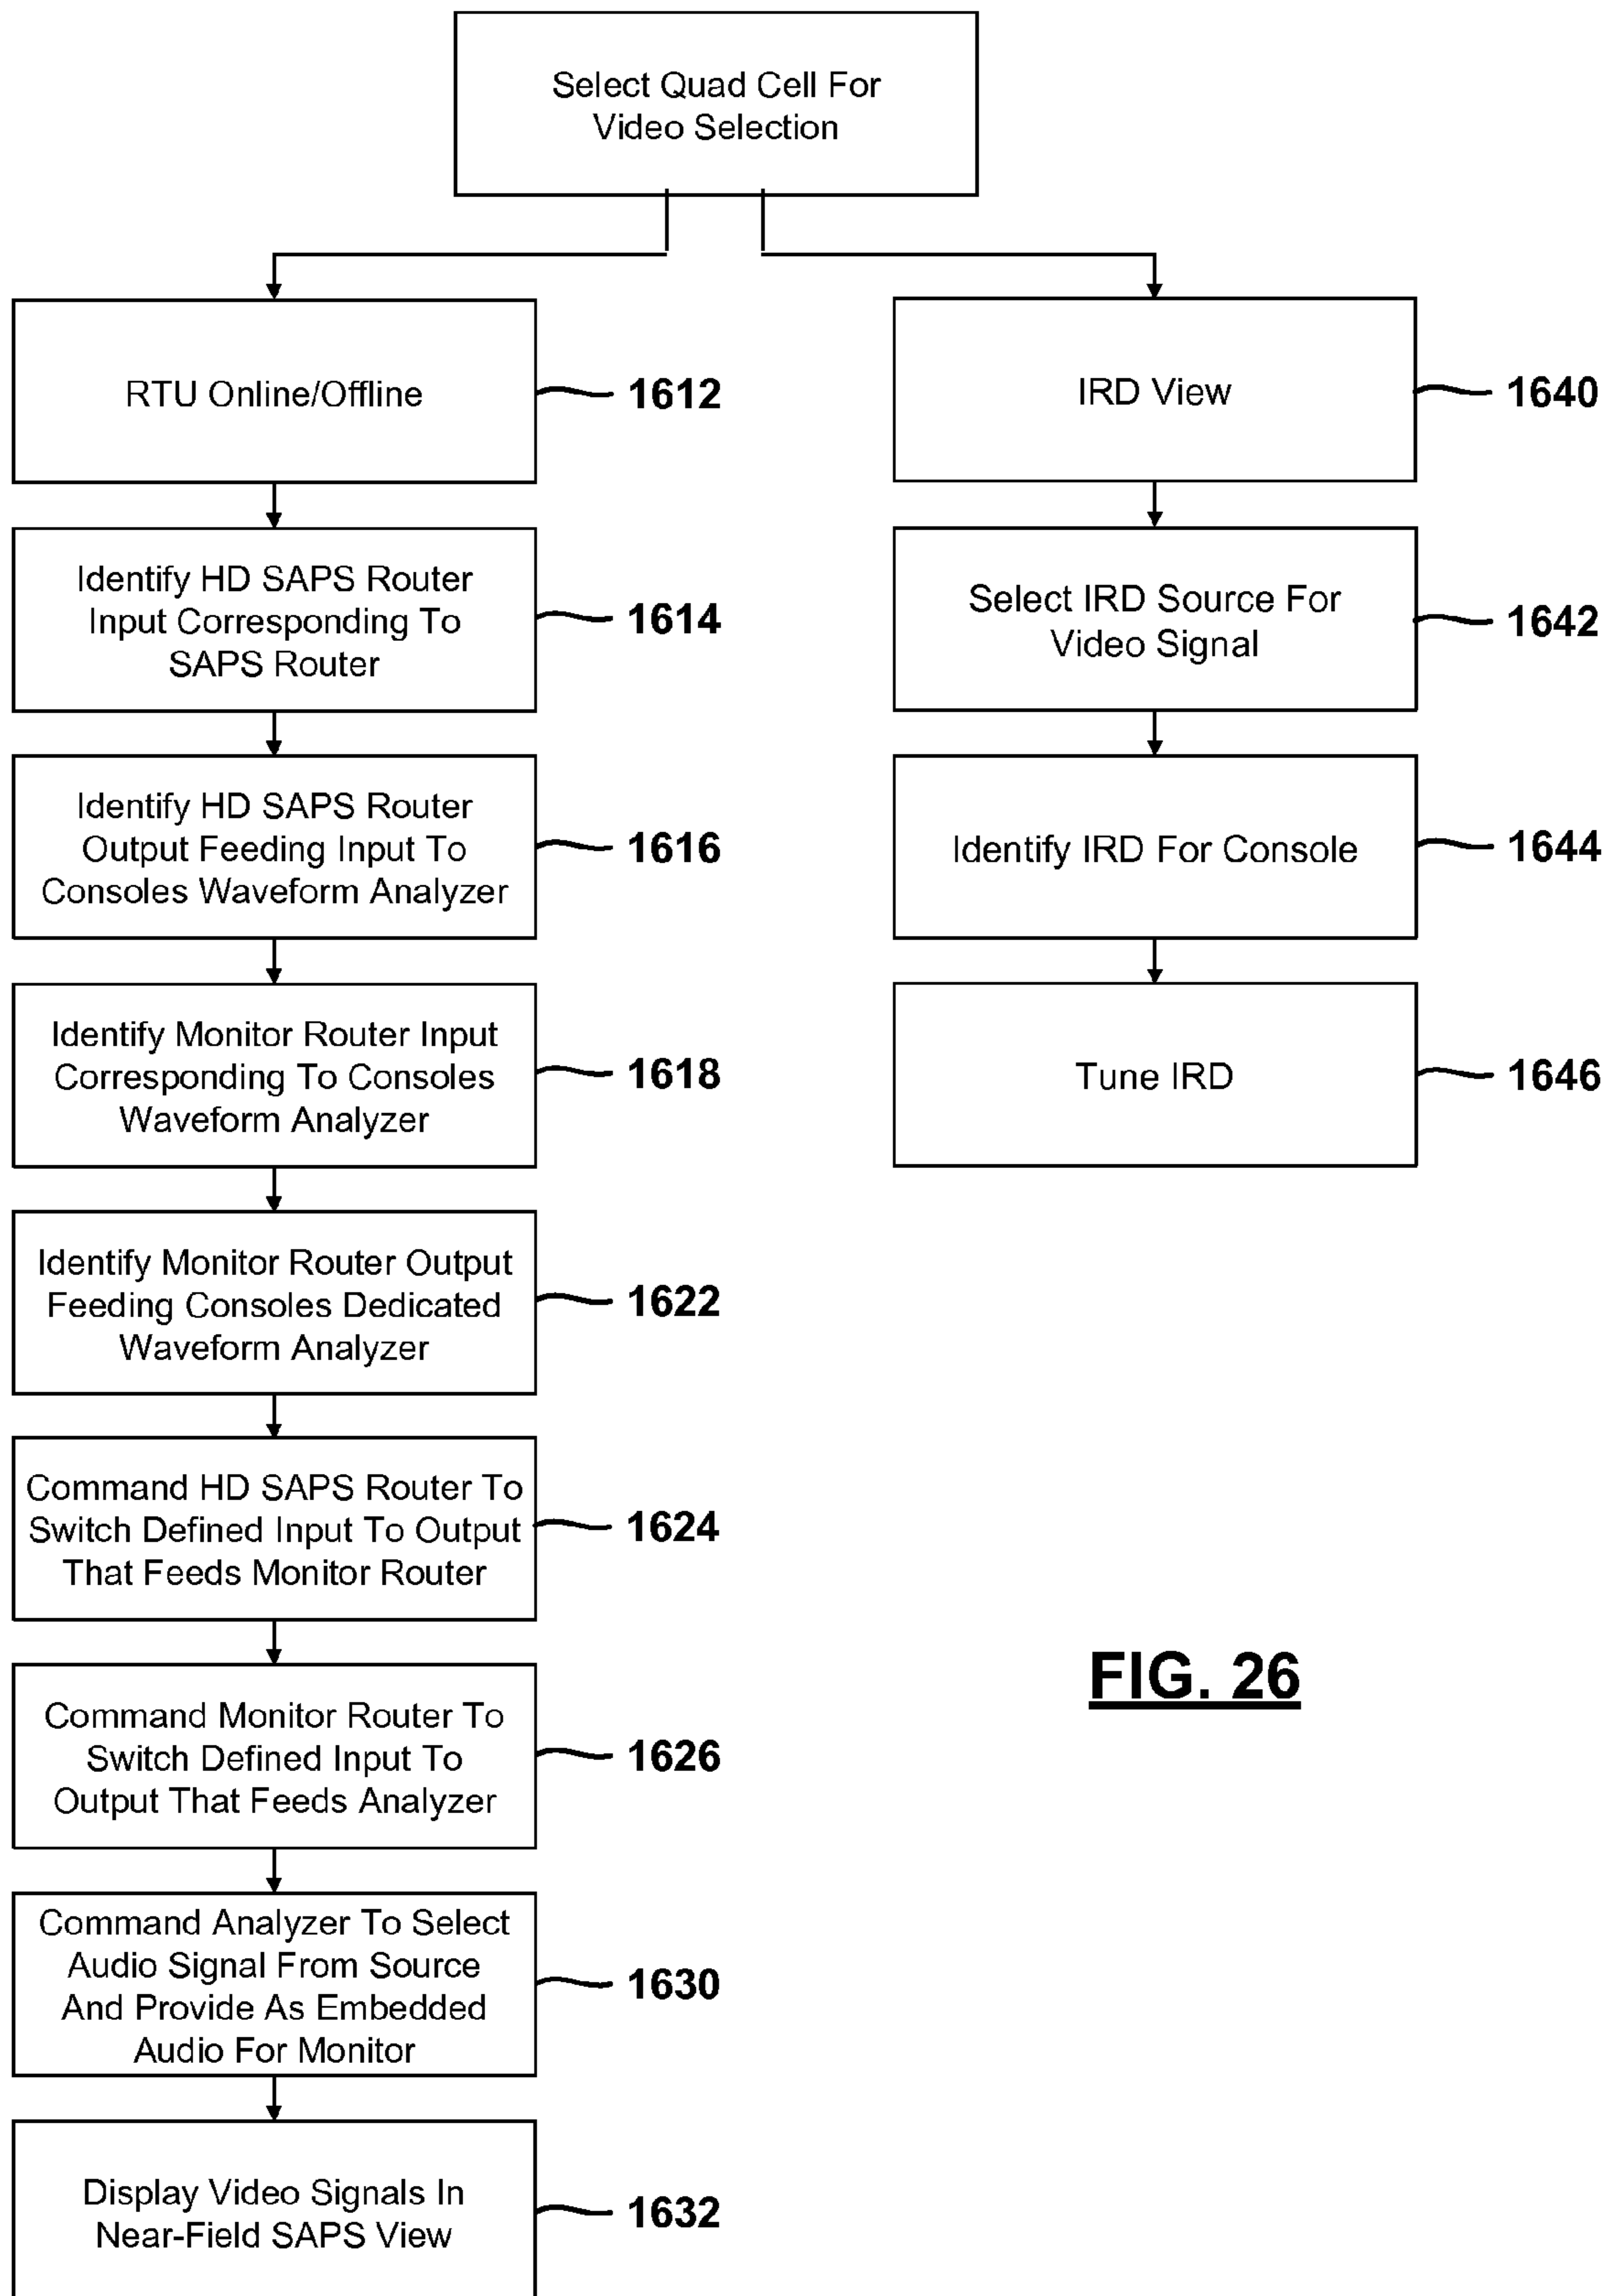 Select Quad Cell For
Video Selection
RTU Online/Offline
1612
Identify HD SAPS Router
Input Corresponding To
SAPS Router
1614
Identify HD SAPS Router
Output Feeding Input To
Consoles Waveform Analyzer
1616
Identify Monitor Router Input
Corresponding To Consoles
Waveform Analyzer
1618
Identify Monitor Router Output
Feeding Consoles Dedicated
Waveform Analyzer
1622
Command HD SAPS Router To
Switch Defined Input To Output
That Feeds Monitor Router
1624
Command Monitor Router To
Switch Defined Input To
Output That Feeds Analyzer
1626
Command Analyzer To Select
Audio Signal From Source
And Provide As Embedded
Audio For Monitor
1630
Display Video Signals In
Near-Field SAPS View
1632
IRD View
1640
Select IRD Source For
Video Signal
1642
Identify IRD For Console
1644
Tune IRD
1646
FIG. 26